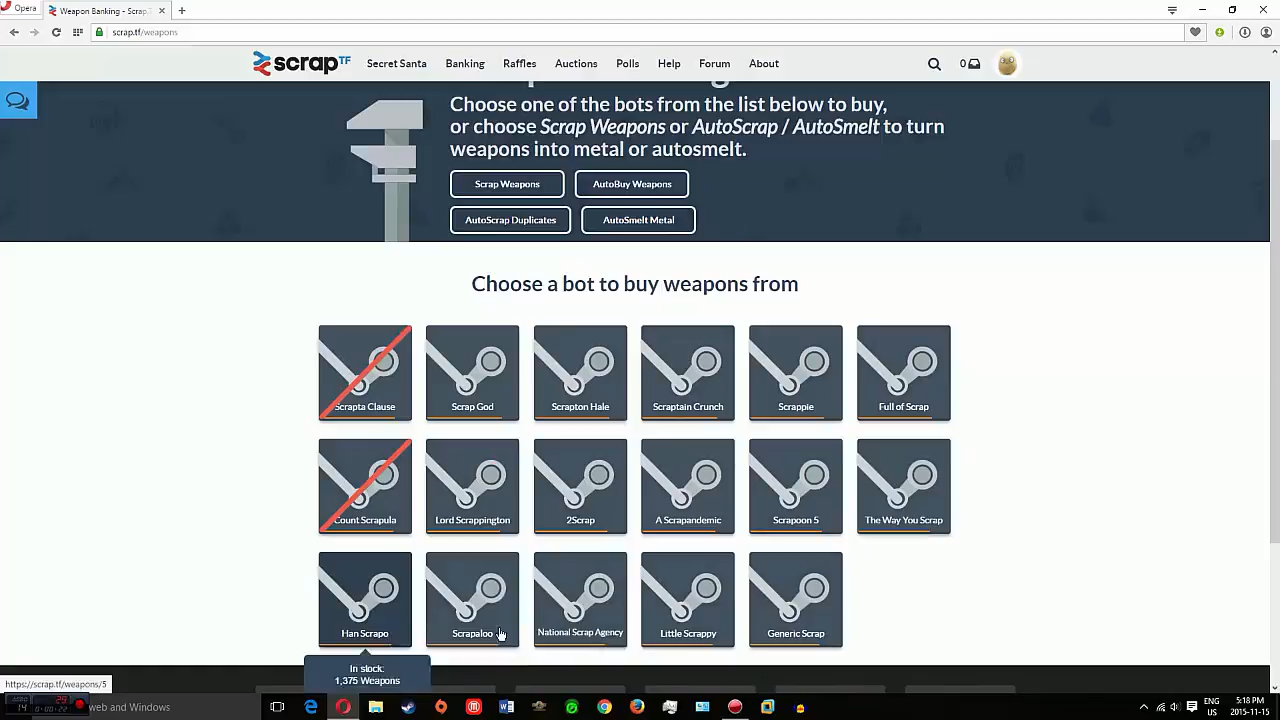 Opera
Weapon Banking - Scrap.T
scrap.tf/weapons
scrapTF
Secret Santa
Banking
Raffles
Auctions
Polls
Help
Forum
About
0
Choose one of the bots from the list below to buy,
or choose Scrap Weapons or AutoScrap / AutoSmelt to turn
weapons into metal or autosmelt.
Scrap Weapons
AutoBuy Weapons
AutoScrap Duplicates
AutoSmelt Metal
Choose a bot to buy weapons from
Scrapta Clause
Scrap God
Scrapton Hale
Scraptain Crunch
Scrappie
Full of Scrap
Count Scrapula
Lord Scrappington
2Scrap
A Scrapandemic
Scrapoon 5
The Way You Scrap
Han Scrapo
Scrapaloo
National Scrap Agency
Little Scrappy
Generic Scrap
In stock:
1,375 Weapons
https://scrap.tf/weapons/5
web and Windows
ENG
US
5:18 PM
2015-11-15